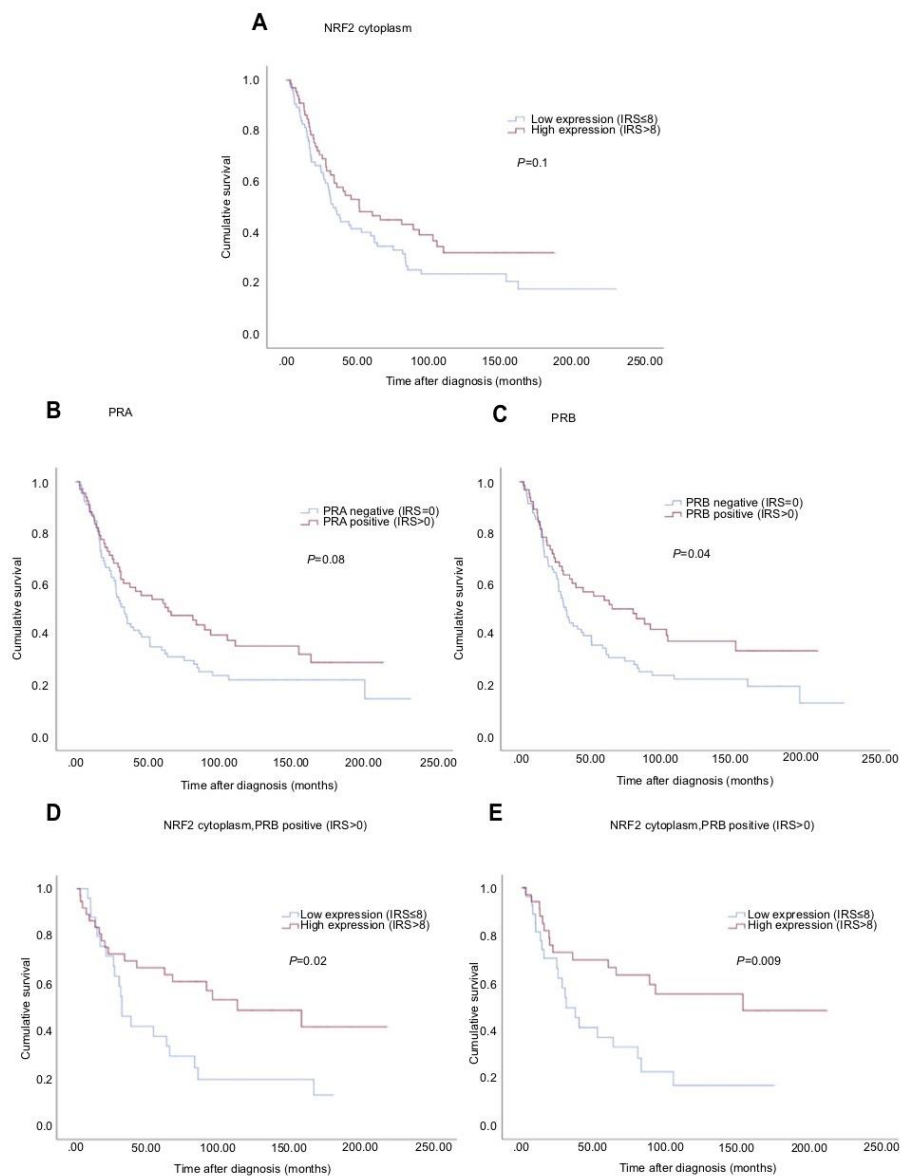 A NRF2 cytoplasm
1.0
0.8
0.6
0.4
0.2
0.0
Cumulative survival
Low expression (IRS≤8)
High expression (IRS>8)
P=0.1
.00 50.00 100.00 150.00 200.00 250.00
Time after diagnosis (months)
B PRA
1.0
0.8
0.6
0.4
0.2
0.0
Cumulative survival
PRA negative (IRS=0)
PRA positive (IRS>0)
P=0.08
.00 50.00 100.00 150.00 200.00 250.00
Time after diagnosis (months)
C PRB
1.0
0.8
0.6
0.4
0.2
0.0
Cumulative survival
PRB negative (IRS=0)
PRB positive (IRS>0)
P=0.04
.00 50.00 100.00 150.00 200.00 250.00
Time after diagnosis (months)
D NRF2 cytoplasm,PRB positive (IRS>0)
1.0
0.8
0.6
0.4
0.2
0.0
Cumulative survival
Low expression (IRS≤8)
High expression (IRS>8)
P=0.02
.00 50.00 100.00 150.00 200.00 250.00
Time after diagnosis (months)
E NRF2 cytoplasm,PRB positive (IRS>0)
1.0
0.8
0.6
0.4
0.2
0.0
Cumulative survival
Low expression (IRS≤8)
High expression (IRS>8)
P=0.009
.00 50.00 100.00 150.00 200.00 250.00
Time after diagnosis (months)